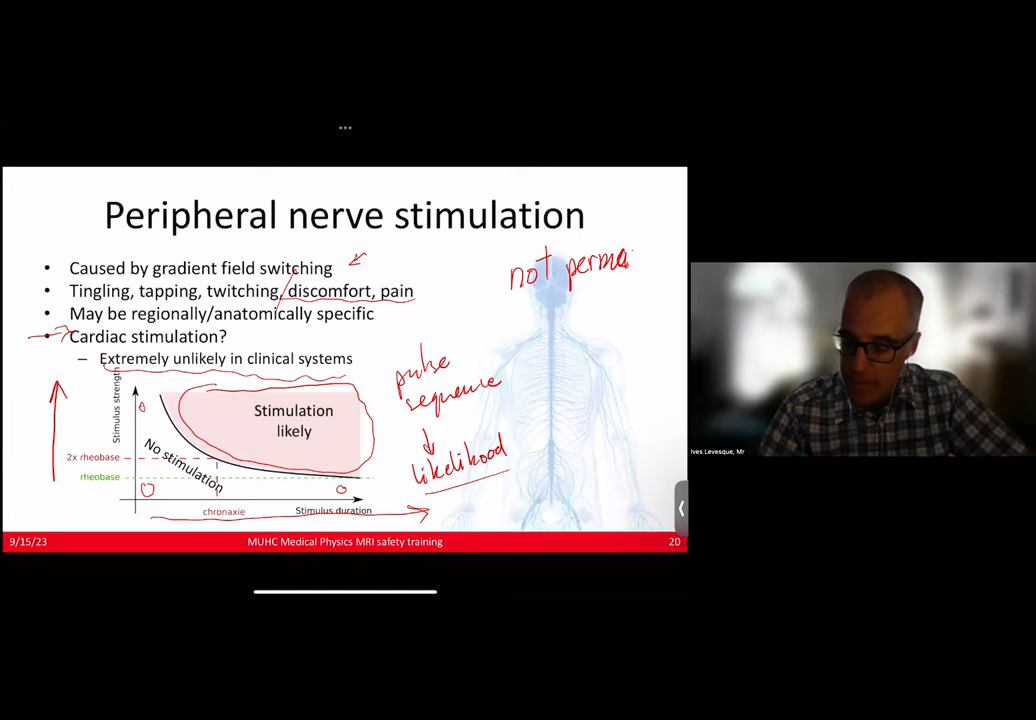 Peripheral nerve stimulation
• Caused by gradient field switching
• Tingling, tapping, twitching, discomfort, pain
• May be regionally/anatomically specific
• Cardiac stimulation?
– Extremely unlikely in clinical systems
not perma
pulse
sequence
likelihood
Stimulus strength
Stimulation
likely
No stimulation
2x rheobase
rheobase
chronaxie
Stimulus duration
9/15/23
MUHC Medical Physics MRI safety training
20
Ives Levesque, Mr